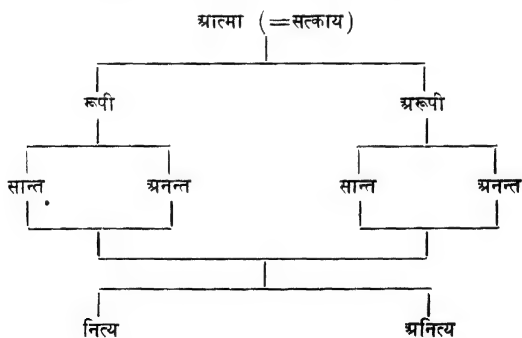 आत्मा (=सत्काय)
रूपी अरूपी
सान्त अनन्त सान्त अनन्त
नित्य अनित्य